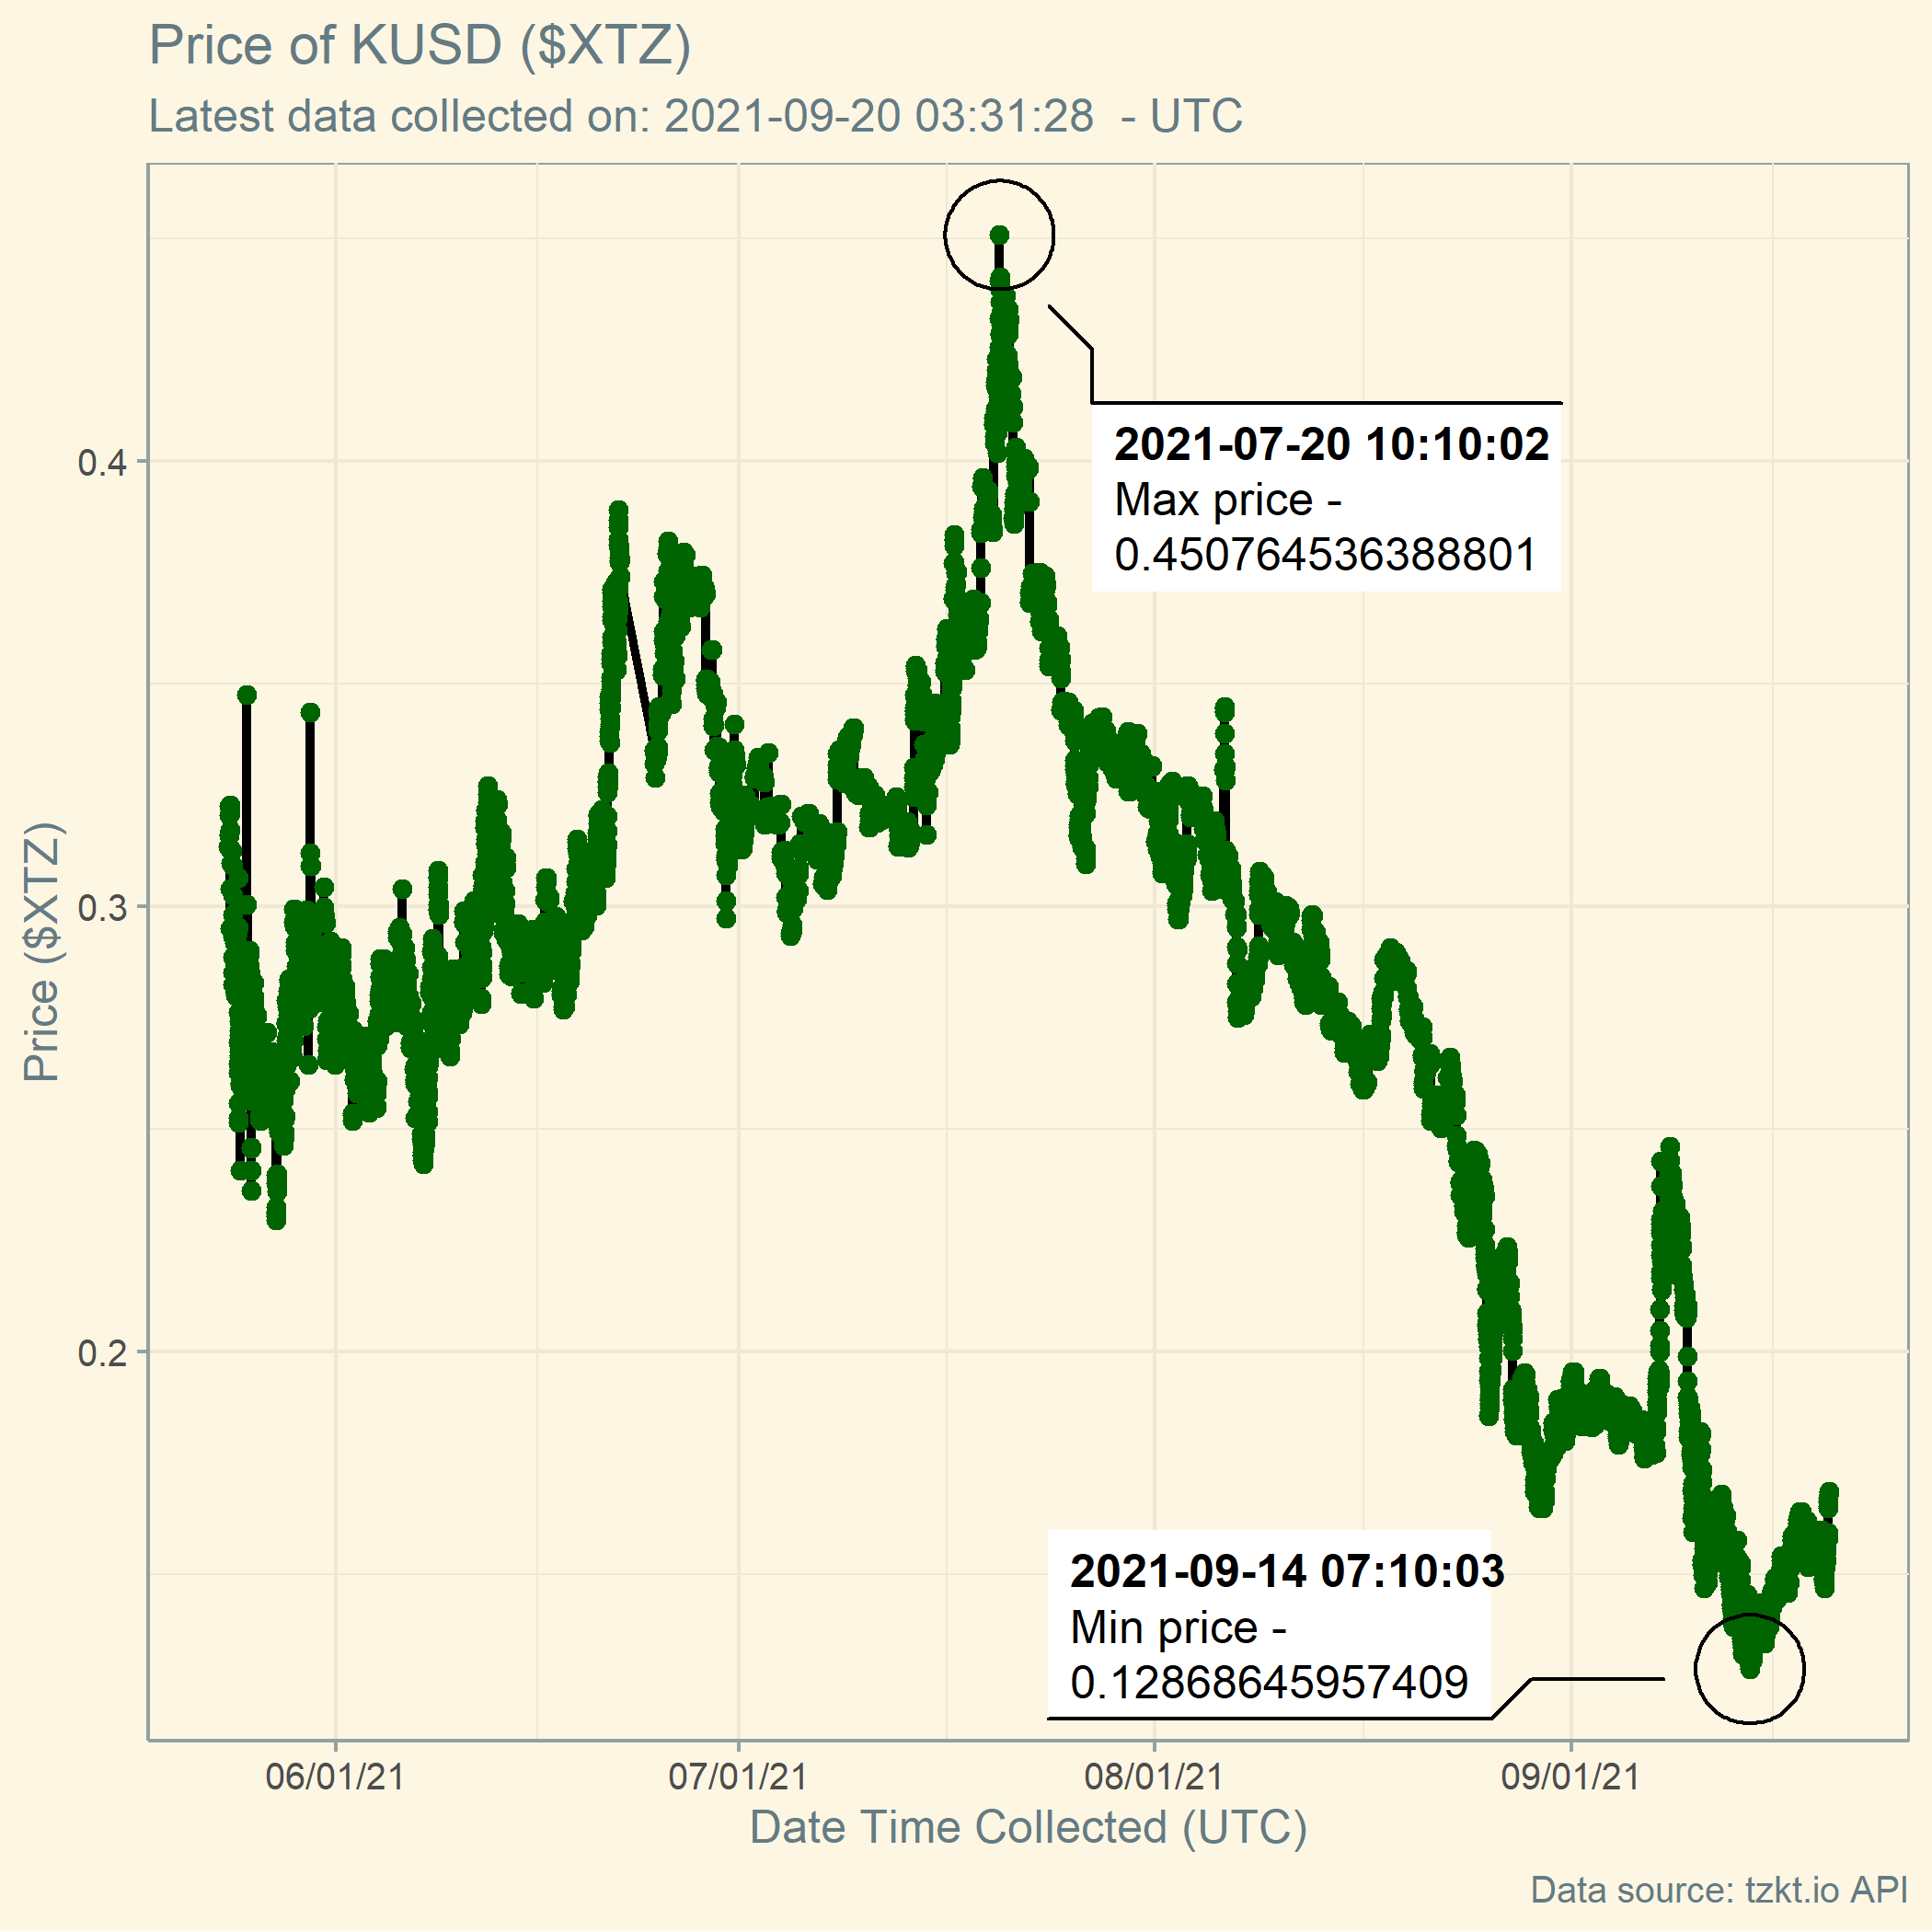 Price of KUSD ($XTZ)
Latest data collected on: 2021-09-20 03:31:28  - UTC
2021-07-20 10:10:02
Max price -
0.450764536388801
0.4
0.3
0.2
Price ($XTZ)
2021-09-14 07:10:03
Min price -
0.12868645957409
06/01/21
07/01/21
08/01/21
09/01/21
Date Time Collected (UTC)
Data source: tzkt.io API